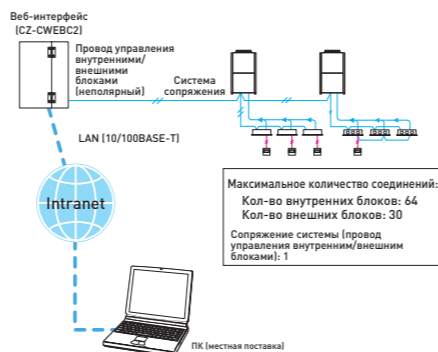 Веб-интерфейс
(CZ-CWEBC2)
Провод управления
внутренними/
внешними
блоками
(неполярный)
Система
сопряжения
LAN (10/100BASE-T)
Intranet
Максимальное количество соединений:
Кол-во внутренних блоков: 64
Кол-во внешних блоков: 30
Сопряжение системы (провод
управления внутренним/внешним
блоками): 1
ПК (местная поставка)